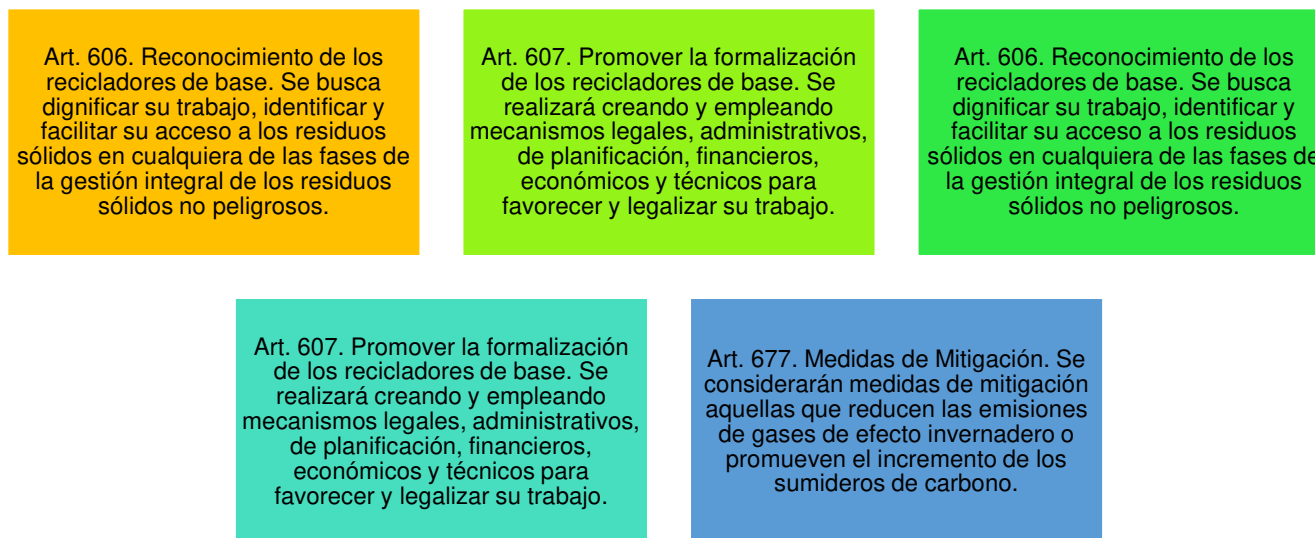 Art. 606. Reconocimiento de los
recicladores de base. Se busca
dignificar su trabajo, identificar y
facilitar su acceso a los residuos
sólidos en cualquiera de las fases de
la gestión integral de los residuos
sólidos no peligrosos.
Art. 607. Promover la formalización
de los recicladores de base. Se
realizará creando y empleando
mecanismos legales, administrativos,
de planificación, financieros,
económicos y técnicos para
favorecer y legalizar su trabajo.
Art. 606. Reconocimiento de los
recicladores de base. Se busca
dignificar su trabajo, identificar y
facilitar su acceso a los residuos
sólidos en cualquiera de las fases de
la gestión integral de los residuos
sólidos no peligrosos.
Art. 607. Promover la formalización
de los recicladores de base. Se
realizará creando y empleando
mecanismos legales, administrativos,
de planificación, financieros,
económicos y técnicos para
favorecer y legalizar su trabajo.
Art. 677. Medidas de Mitigación. Se
considerarán medidas de mitigación
aquellas que reducen las emisiones
de gases de efecto invernadero o
promueven el incremento de los
sumideros de carbono.